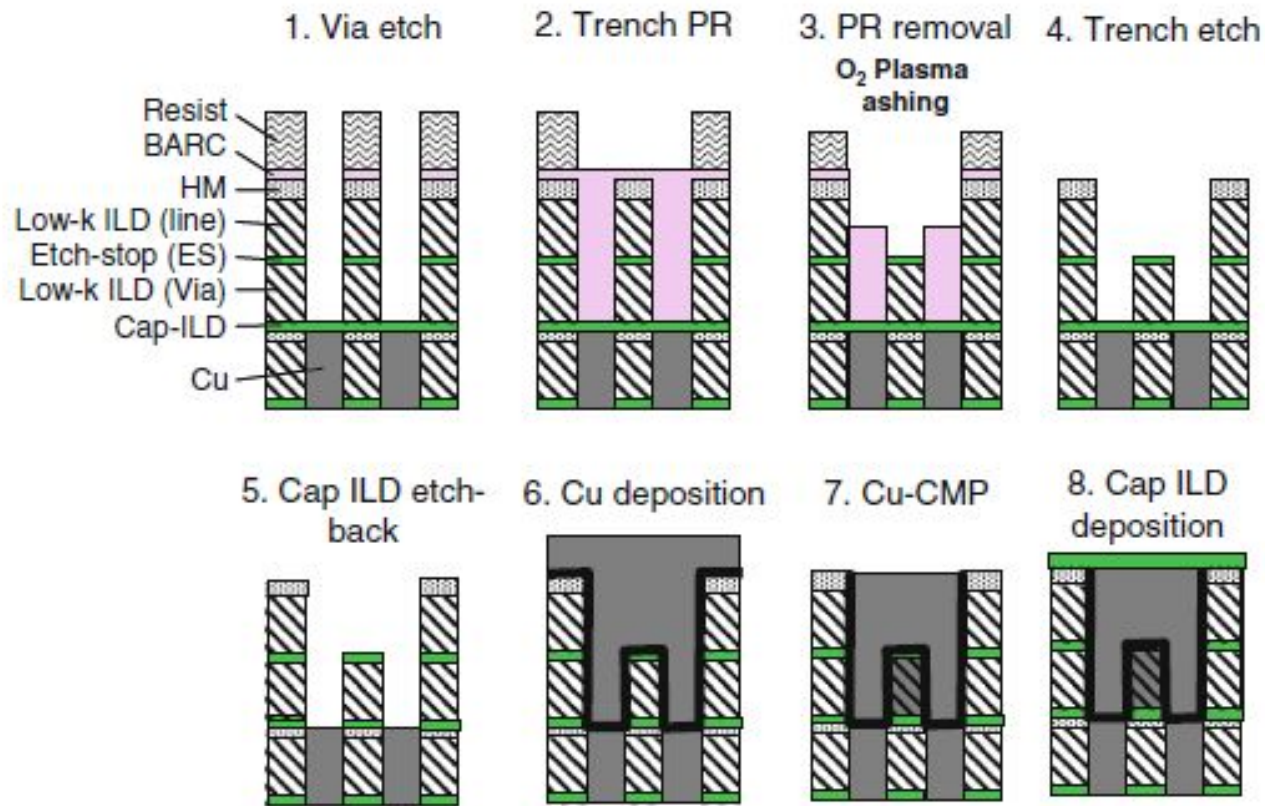 1. Via etch
2. Trench PR
3. PR removal
O₂ Plasma
ashing
4. Trench etch
Resist
BARC
HM
Low-k ILD (line)
Etch-stop (ES)
Low-k ILD (Via)
Cap-ILD
Cu
5. Cap ILD etch-
back
6. Cu deposition
7. Cu-CMP
8. Cap ILD
deposition